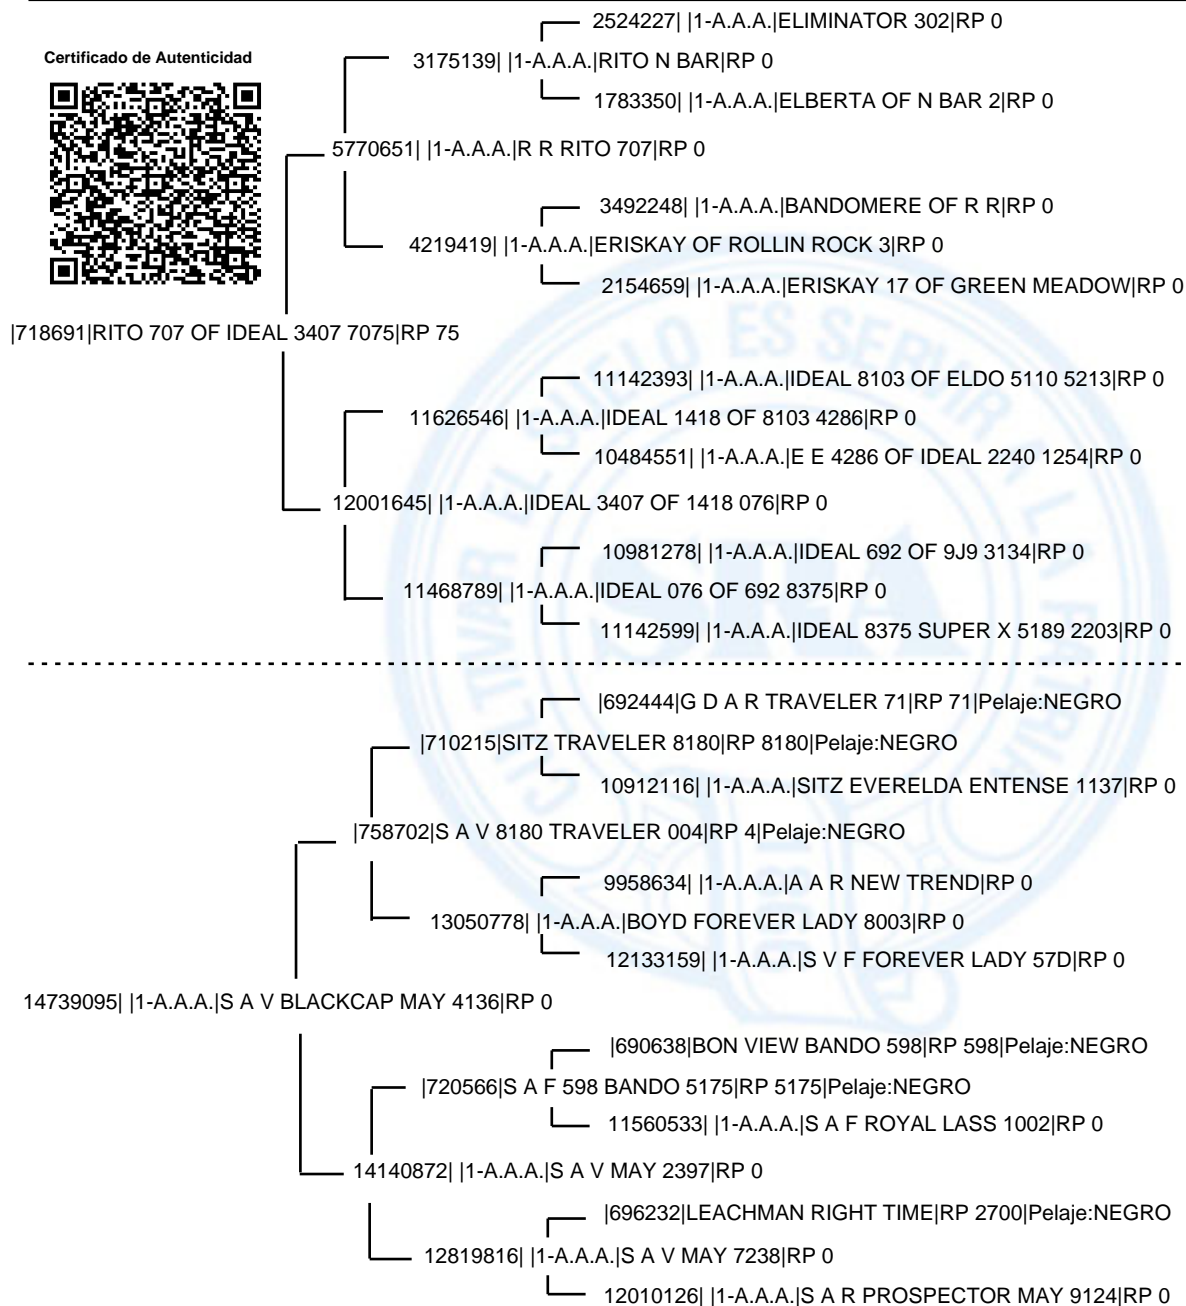 2524227| |1-A.A.A.|ELIMINATOR 302|RP 0
Certificado de Autenticidad
3175139| |1-A.A.A.|RITO N BAR|RP 0
1783350| |1-A.A.A.|ELBERTA OF N BAR 2|RP 0
5770651| |1-A.A.A.|R R RITO 707|RP 0
3492248| |1-A.A.A.|BANDOMERE OF R R|RP 0
4219419| |1-A.A.A.|ERISKAY OF ROLLIN ROCK 3|RP 0
2154659| |1-A.A.A.|ERISKAY 17 OF GREEN MEADOW|RP 0
|718691|RITO 707 OF IDEAL 3407 7075|RP 75
11142393| |1-A.A.A.|IDEAL 8103 OF ELDO 5110 5213|RP 0
11626546| |1-A.A.A.|IDEAL 1418 OF 8103 4286|RP 0
10484551| |1-A.A.A.|E E 4286 OF IDEAL 2240 1254|RP 0
12001645| |1-A.A.A.|IDEAL 3407 OF 1418 076|RP 0
10981278| |1-A.A.A.|IDEAL 692 OF 9J9 3134|RP 0
11468789| |1-A.A.A.|IDEAL 076 OF 692 8375|RP 0
11142599| |1-A.A.A.|IDEAL 8375 SUPER X 5189 2203|RP 0
|692444|G D A R TRAVELER 71|RP 71|Pelaje:NEGRO
|710215|SITZ TRAVELER 8180|RP 8180|Pelaje:NEGRO
10912116| |1-A.A.A.|SITZ EVERELDA ENTENSE 1137|RP 0
|758702|S A V 8180 TRAVELER 004|RP 4|Pelaje:NEGRO
9958634| |1-A.A.A.|A A R NEW TREND|RP 0
13050778| |1-A.A.A.|BOYD FOREVER LADY 8003|RP 0
12133159| |1-A.A.A.|S V F FOREVER LADY 57D|RP 0
14739095| |1-A.A.A.|S A V BLACKCAP MAY 4136|RP 0
|690638|BON VIEW BANDO 598|RP 598|Pelaje:NEGRO
|720566|S A F 598 BANDO 5175|RP 5175|Pelaje:NEGRO
11560533| |1-A.A.A.|S A F ROYAL LASS 1002|RP 0
14140872| |1-A.A.A.|S A V MAY 2397|RP 0
|696232|LEACHMAN RIGHT TIME|RP 2700|Pelaje:NEGRO
12819816| |1-A.A.A.|S A V MAY 7238|RP 0
12010126| |1-A.A.A.|S A R PROSPECTOR MAY 9124|RP 0
CULTIVAR EL SUELO ES SERVIR A LA PATRIA
SRA